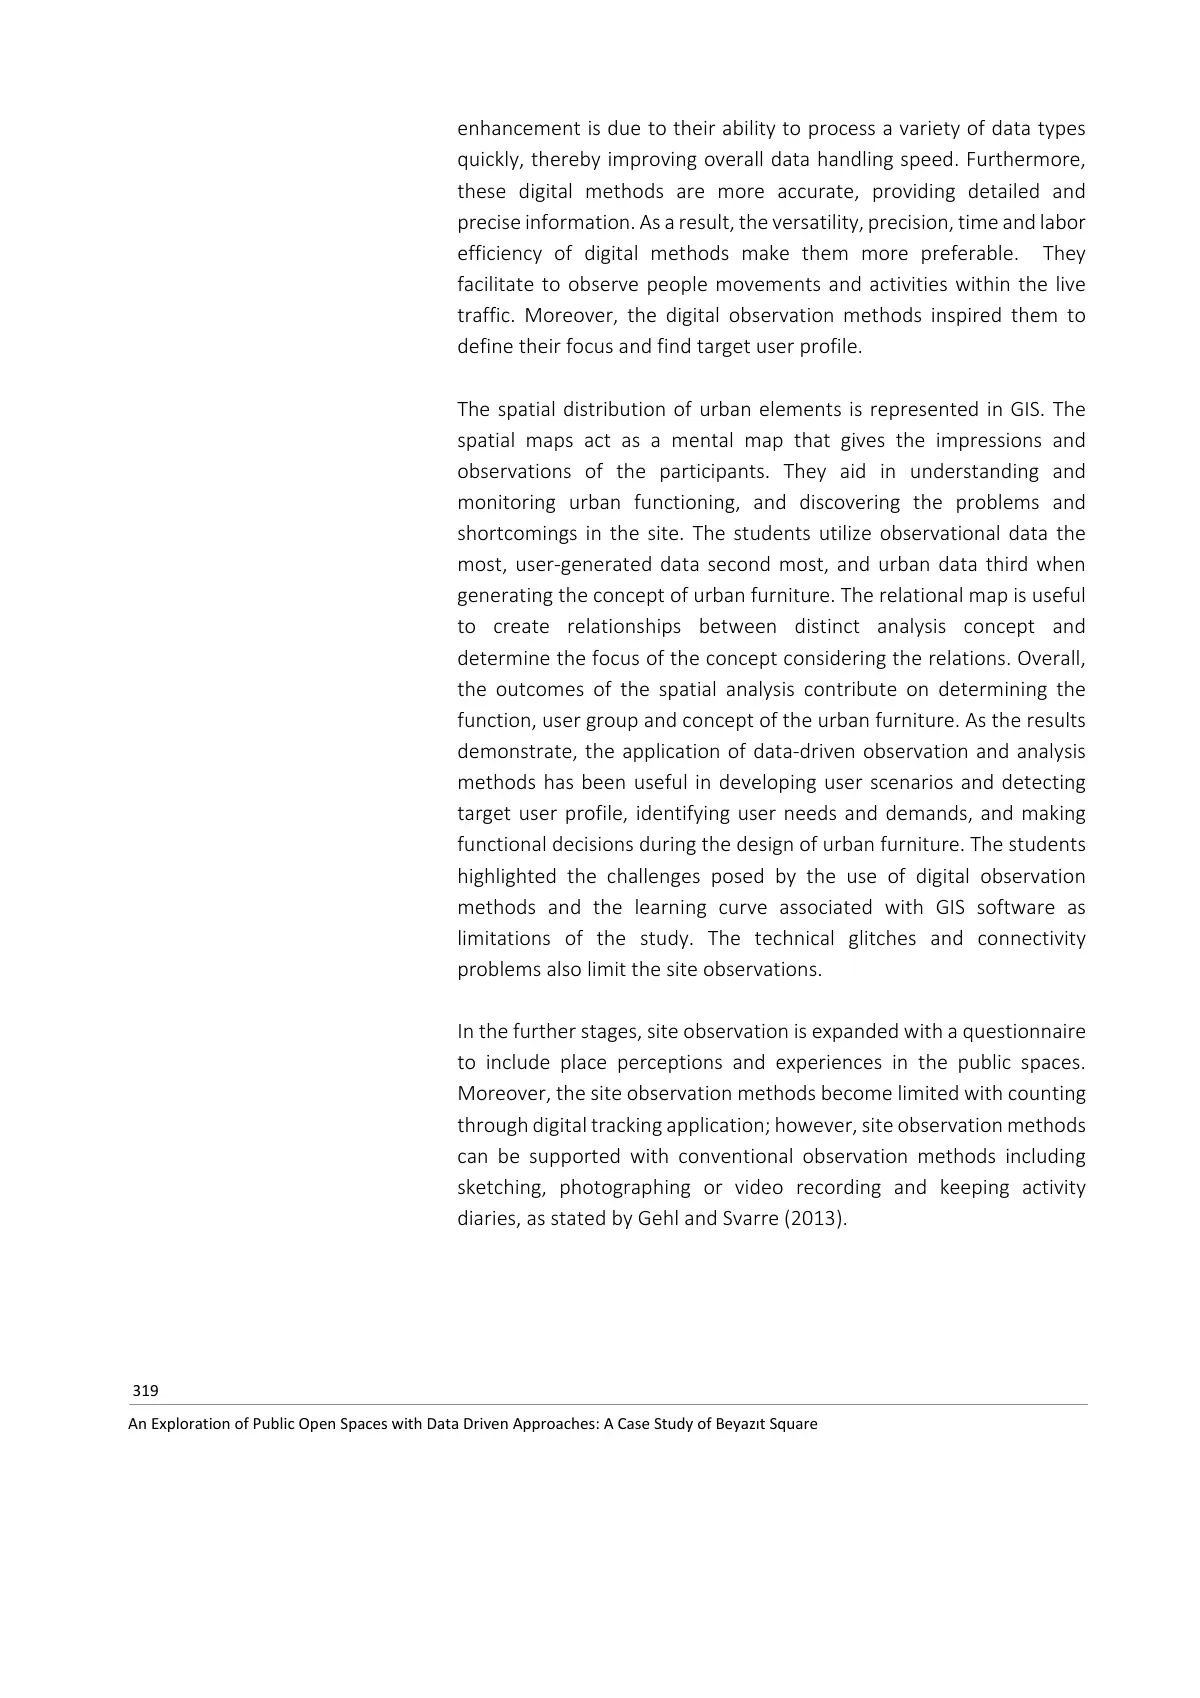 enhancement is due to their ability to process a variety of data types
quickly, thereby improving overall data handling speed. Furthermore,
these digital methods are more accurate, providing detailed and
precise information. As a result, the versatility, precision, time and labor
efficiency of digital methods make them more preferable.  They
facilitate to observe people movements and activities within the live
traffic. Moreover, the digital observation methods inspired them to
define their focus and find target user profile.
The spatial distribution of urban elements is represented in GIS. The
spatial maps act as a mental map that gives the impressions and
observations of the participants. They aid in understanding and
monitoring urban functioning, and discovering the problems and
shortcomings in the site. The students utilize observational data the
most, user-generated data second most, and urban data third when
generating the concept of urban furniture. The relational map is useful
to create relationships between distinct analysis concept and
determine the focus of the concept considering the relations. Overall,
the outcomes of the spatial analysis contribute on determining the
function, user group and concept of the urban furniture. As the results
demonstrate, the application of data-driven observation and analysis
methods has been useful in developing user scenarios and detecting
target user profile, identifying user needs and demands, and making
functional decisions during the design of urban furniture. The students
highlighted the challenges posed by the use of digital observation
methods and the learning curve associated with GIS software as
limitations of the study. The technical glitches and connectivity
problems also limit the site observations.
In the further stages, site observation is expanded with a questionnaire
to include place perceptions and experiences in the public spaces.
Moreover, the site observation methods become limited with counting
through digital tracking application; however, site observation methods
can be supported with conventional observation methods including
sketching, photographing or video recording and keeping activity
diaries, as stated by Gehl and Svarre (2013).
319
An Exploration of Public Open Spaces with Data Driven Approaches: A Case Study of Beyazıt Square